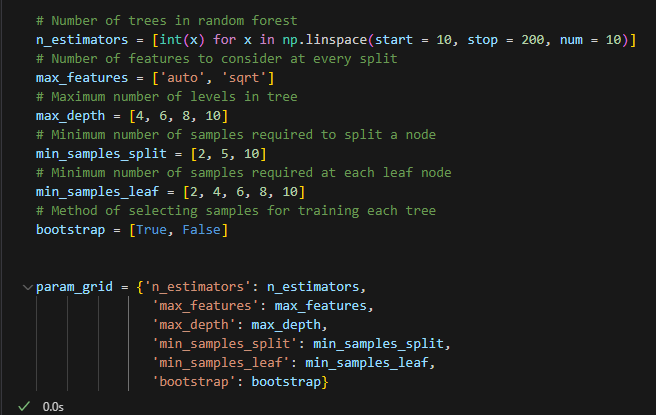 # Number of trees in random forest
n_estimators = [int(x) for x in np.linspace(start = 10, stop = 200, num = 10)]
# Number of features to consider at every split
max_features = ['auto', 'sqrt']
# Maximum number of levels in tree
max_depth = [4, 6, 8, 10]
# Minimum number of samples required to split a node
min_samples_split = [2, 5, 10]
# Minimum number of samples required at each leaf node
min_samples_leaf = [2, 4, 6, 8, 10]
# Method of selecting samples for training each tree
bootstrap = [True, False]
param_grid = {'n_estimators': n_estimators,
'max_features': max_features,
'max_depth': max_depth,
'min_samples_split': min_samples_split,
'min_samples_leaf': min_samples_leaf,
'bootstrap': bootstrap}
0.0s